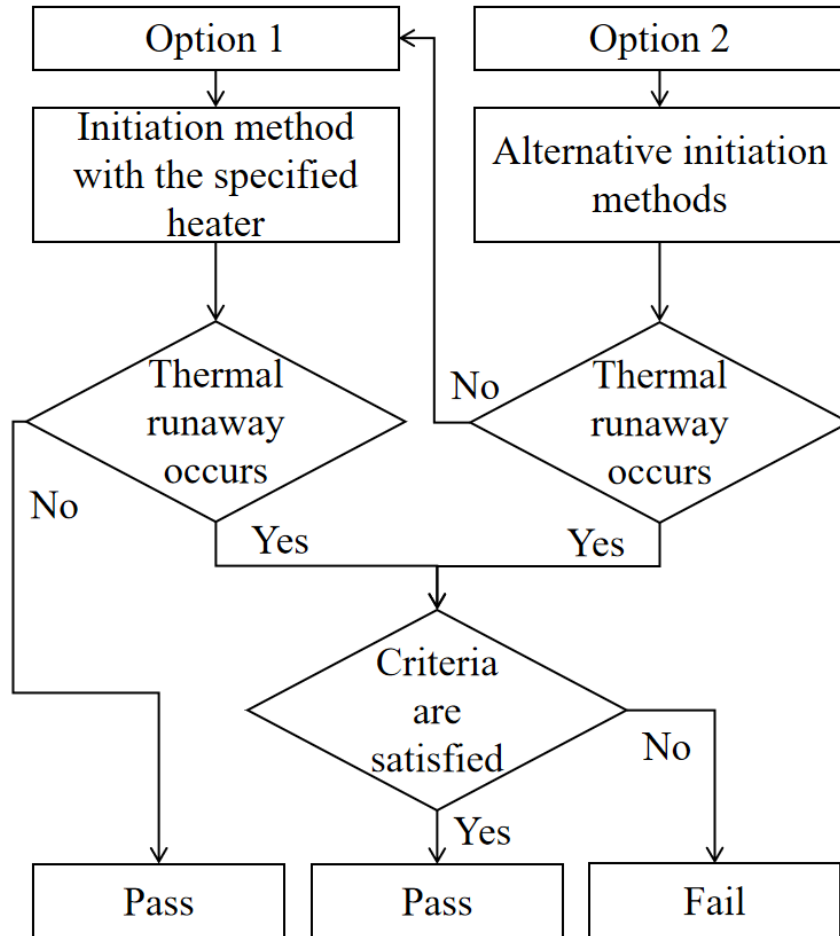 Option 1
Option 2
Initiation method
with the specified
heater
Alternative initiation
methods
Thermal
runaway
occurs
No
Thermal
runaway
occurs
No
Yes
Yes
Criteria
are
satisfied
No
Yes
Pass
Pass
Fail